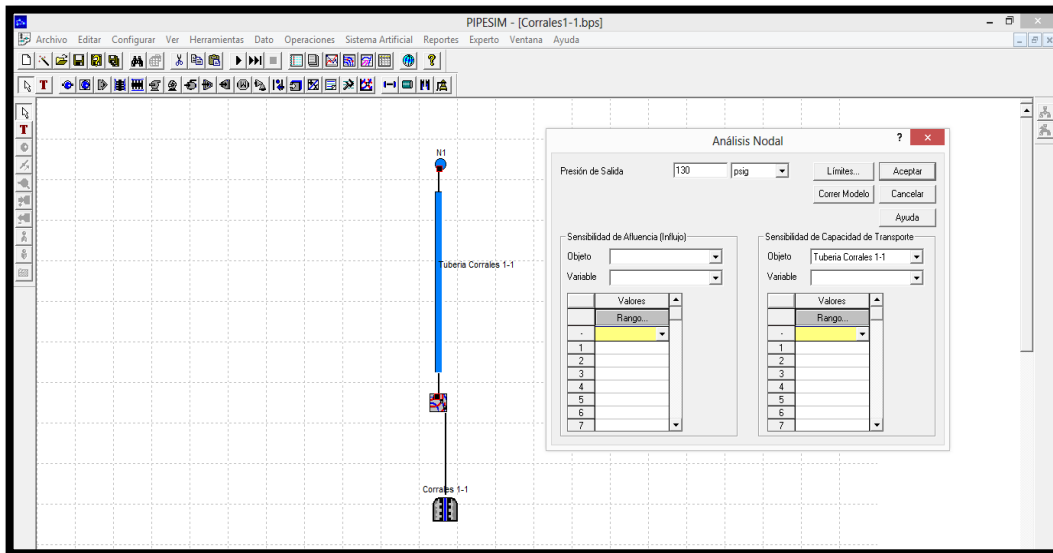 PIPESIM - [Corrales1-1.bps]
Archivo Editar Configurar Ver Herramientas Dato Operaciones Sistema Artificial Reportes Experto Ventana Ayuda
T
T
N1
Tuberia Corrales 1-1
Corrales 1-1
Análisis Nodal
Presión de Salida 130 psig Límites... Aceptar
Correr Modelo Cancelar
Ayuda
Sensibilidad de Afluencia (Influjo)
Objeto
Variable
Valores
Rango...
1
2
3
4
5
6
7
Sensibilidad de Capacidad de Transporte
Objeto Tuberia Corrales 1-1
Variable
Valores
Rango...
1
2
3
4
5
6
7